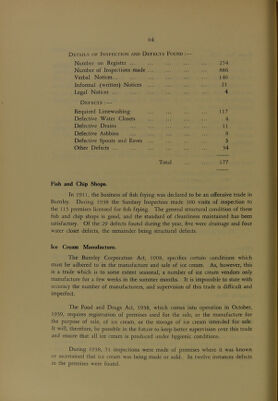 64
DETAILS OF INSPECTION AND DEFECTS FOUND :—
Number on Register ... 254
Number of Inspections made ... 886
Verbal Notices ... 146
Informal (written) Notices ... 21
Legal Notices ... 4
DEFECTS :—
Required Limewashing ... 117
Defective Water Closets ... 4
Defective Drains ... 11
Defective Ashbins
Defective Spouts and Eaves ... 3
Other Defects ... 34
Total ... 177
Fish and Chip Shops.
In 1911, the business of fish frying was declared to be an offensive trade in
Burnley. During 1938 the Sanitary Inspectors made 300 visits of inspection to
the 115 premises licensed for fish frying. The general structural condition of these
fish and chip shops is good, and the standard of cleanliness maintained has been
satisfactory. Of the 29 defects found during the year, five were drainage and four
water closet defects, the remainder being structural defects.
Ice Cream Manufacture.
The Burnley Corporation Act, 1908, specifies certain conditions which
must be adhered to in the manufacture and sale of ice cream. As, however, this
is a trade which is to some extent seasonal, a number of ice cream vendors only
manufacture for a few weeks in the summer months. It is impossible to state with
accuracy the number of manufacturers, and supervision of this trade is difficult and
imperfect.
The Food and Drugs Act, 1938, which comes into operation in October,
1939, requires registration of premises used for the sale, or the manufacture for
the purpose of sale, of ice cream, or the storage of ice cream intended for sale.
It will, therefore, be possible in the future to keep better supervision over this trade
and ensure that all ice cream is produced under hygienic conditions.
During 1938, 51 inspections were made of premises where it was known
or ascertained that ice cream was being made or sold. In twelve instances defects
in the premises were found.